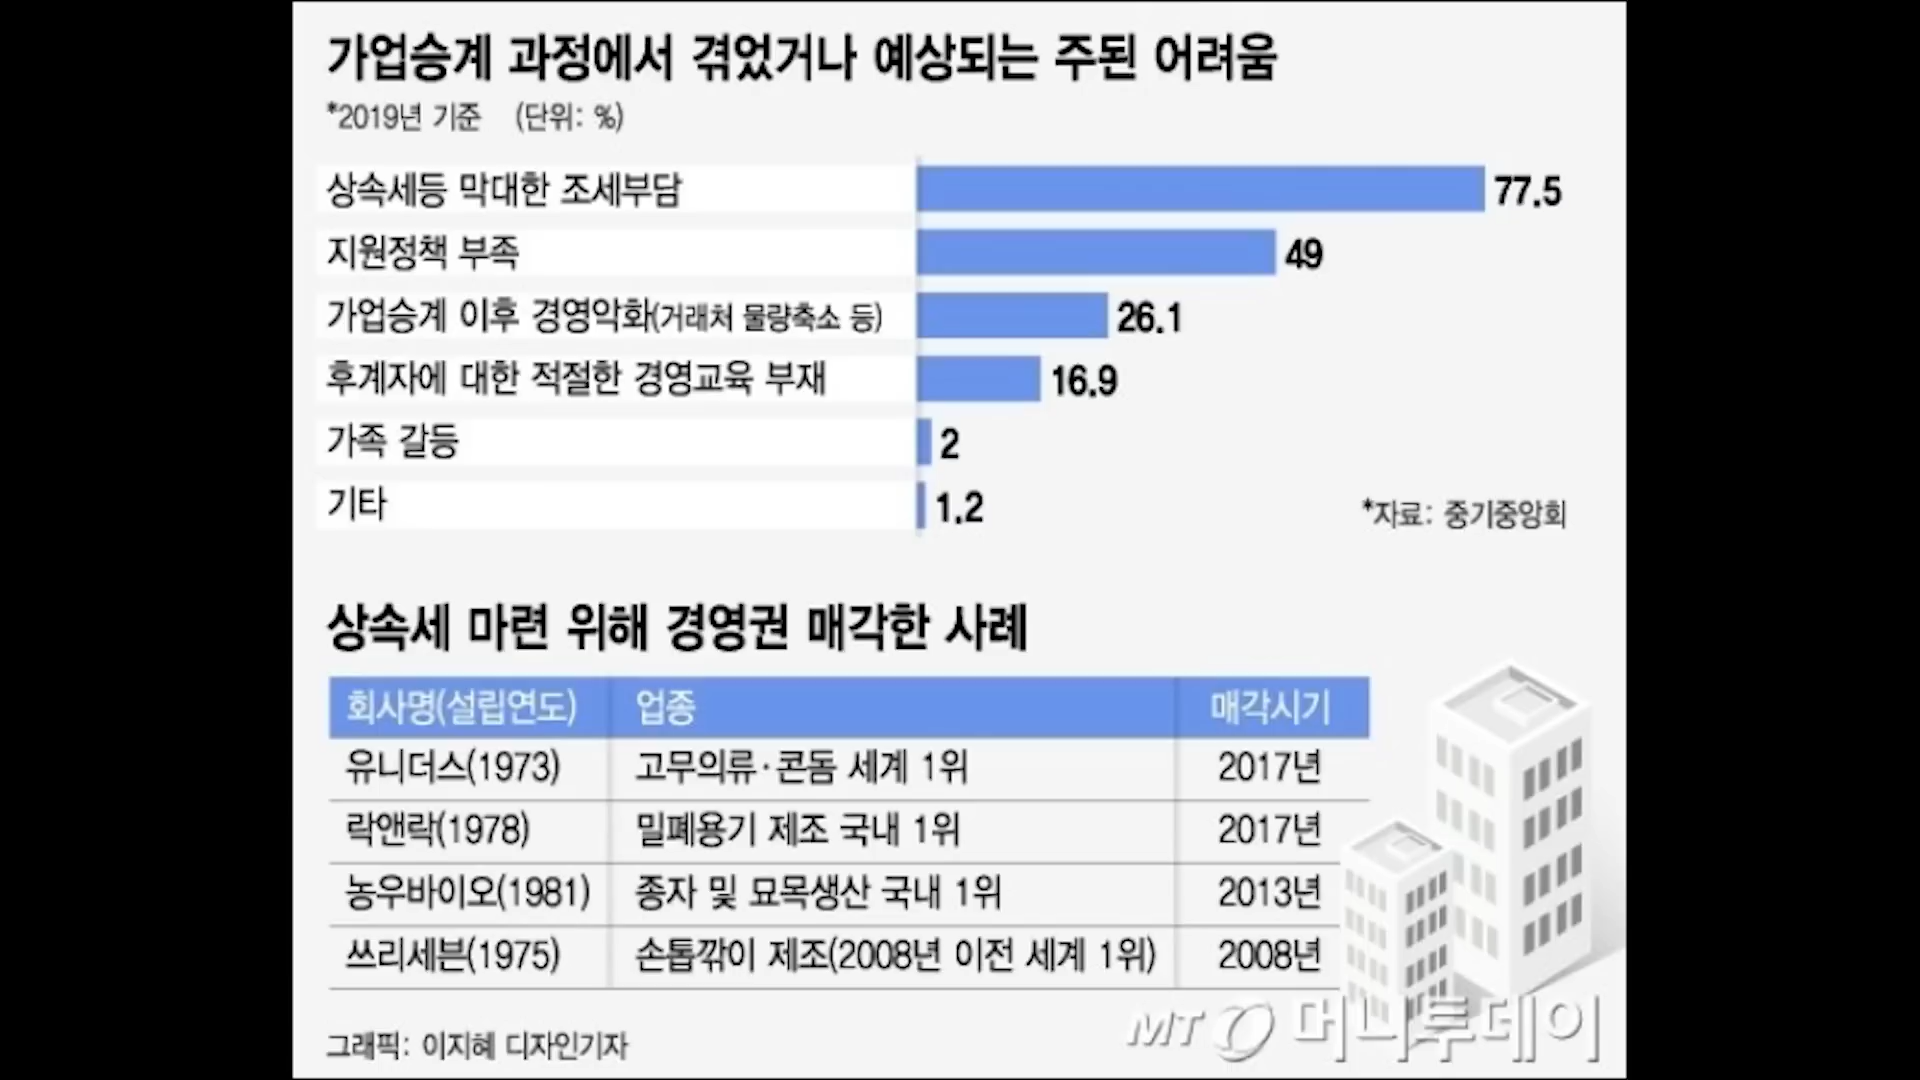 가업승계 과정에서 겪었거나 예상되는 주된 어려움
*2019년 기준 (단위: %)
상속세등 막대한 조세부담 77.5
지원정책 부족 49
가업승계 이후 경영악화(거래처 물량축소 등) 26.1
후계자에 대한 적절한 경영교육 부재 16.9
가족 갈등 2
기타 1.2
*자료: 중기중앙회
상속세 마련 위해 경영권 매각한 사례
회사명(설립연도) 업종 매각시기
유니더스(1973) 고무의류·콘돔 세계 1위 2017년
락앤락(1978) 밀폐용기 제조 국내 1위 2017년
농우바이오(1981) 종자 및 묘목생산 국내 1위 2013년
쓰리세븐(1975) 손톱깎이 제조(2008년 이전 세계 1위) 2008년
그래픽: 이지혜 디자인기자
MT 머니투데이